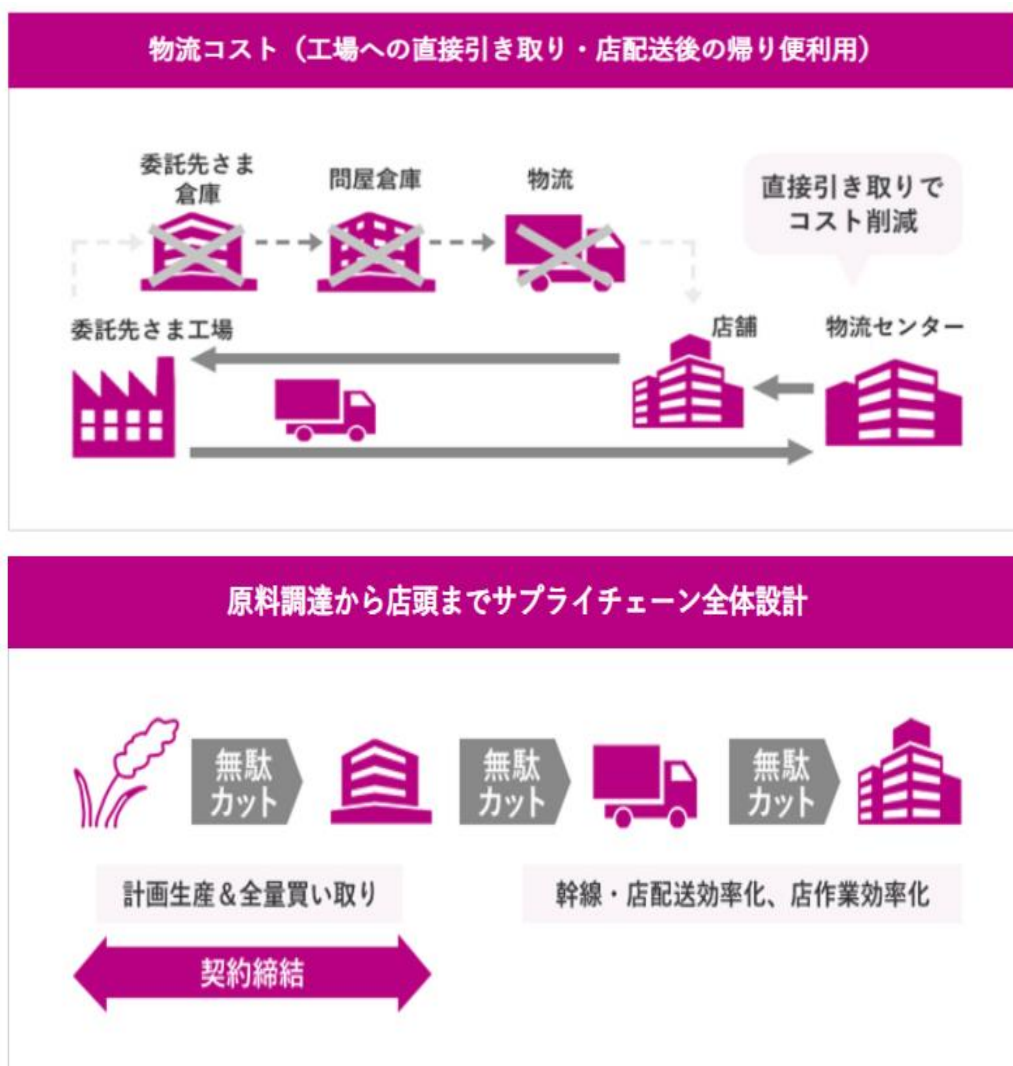 物流コスト（工場への直接引き取り・店配送後の帰り便利用）
委託先さま
倉庫
問屋倉庫
物流
直接引き取りで
コスト削減
委託先さま工場
店舗
物流センター
原料調達から店頭までサプライチェーン全体設計
無駄
カット
無駄
カット
無駄
カット
計画生産＆全量買い取り
幹線・店配送効率化、店作業効率化
契約締結